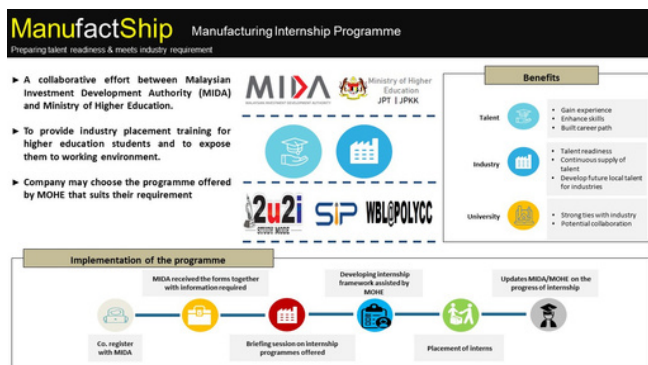 ManufactShip Manufacturing Internship Programme
Preparing talent readiness & meets industry requirement
► A collaborative effort between Malaysian
Investment Development Authority (MIDA)
and Ministry of Higher Education.
► To provide industry placement training for
higher education students and to expose
them to working environment.
► Company may choose the programme offered
by MOHE that suits their requirement
MIDA
MALAYSIAN INVESTMENT DEVELOPMENT AUTHORITY
Ministry of Higher
Education
JPT | JPKK
2u2i
STUDY MODE
SiP
WBL@POLYCC
Benefits
Talent
• Gain experience
• Enhance skills
• Built career path
Industry
• Talent readiness
• Continuous supply of
talent
• Develop future local talent
for industries
University
• Strong ties with industry
• Potential collaboration
Implementation of the programme
Co. register
with MIDA
MIDA received the forms together
with information required
Briefing session on internship
programmes offered
Developing internship
framework assisted by
MOHE
Placement of interns
Updates MIDA/MOHE on the
progress of internship